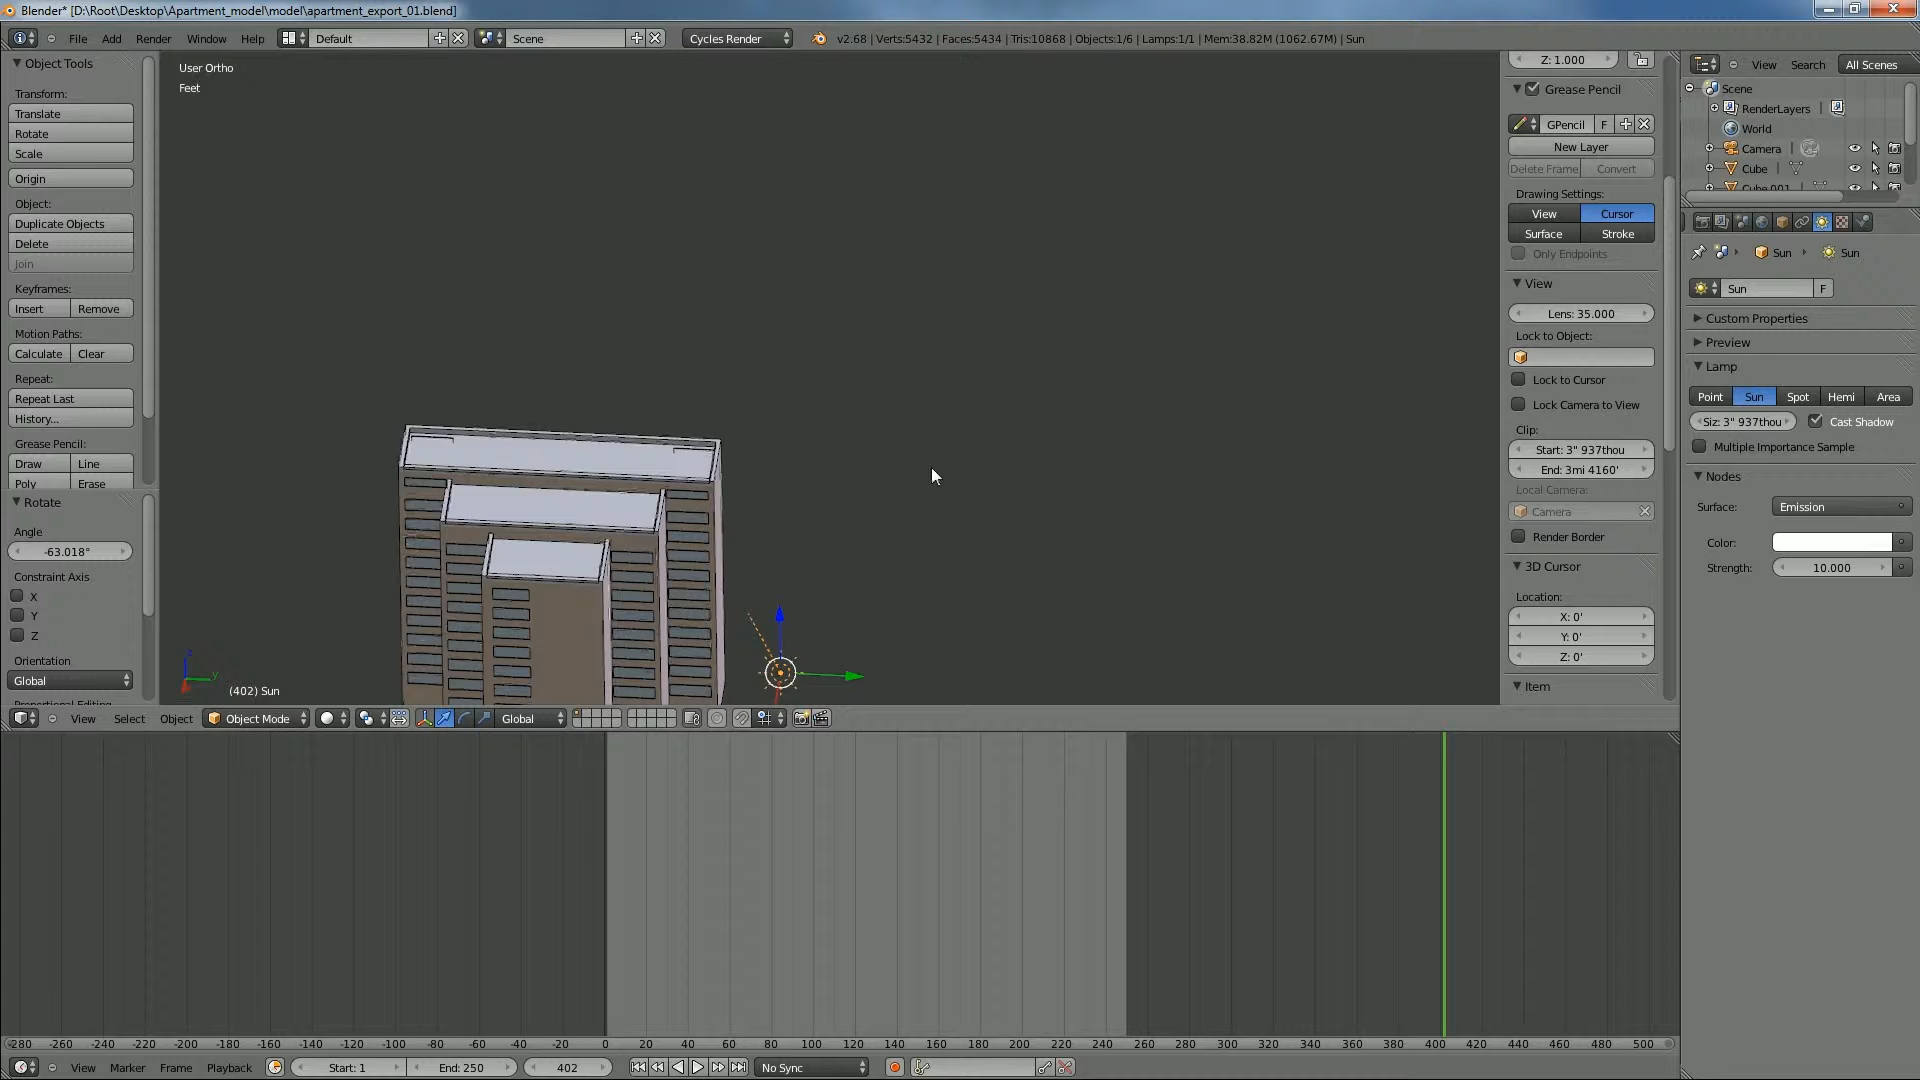 Blender* [D:\Root\Desktop\Apartment_model\model\apartment_export_01.blend]
File Add Render Window Help Default Scene Cycles Render v2.68 | Verts:5432 | Faces:5434 | Tris:10868 | Objects:1/6 | Lamps:1/1 | Mem:38.82M (1062.67M) | Sun
Object Tools
Transform:
Translate
Rotate
Scale
Origin
Object:
Duplicate Objects
Delete
Join
Keyframes:
Insert Remove
Motion Paths:
Calculate Clear
Repeat:
Repeat Last
History...
Grease Pencil:
Draw Line
Poly Erase
Rotate
Angle
-63.018°
Constraint Axis
X
Y
Z
Orientation
Global
User Ortho
Feet
z
y
(402) Sun
Z: 1.000
Grease Pencil
GPencil F
New Layer
Delete Frame Convert
Drawing Settings:
View Cursor
Surface Stroke
Only Endpoints
View
Lens: 35.000
Lock to Object:
Lock to Cursor
Lock Camera to View
Clip:
Start: 3" 937thou
End: 3mi 4160'
Local Camera:
Camera
Render Border
3D Cursor
Location:
X: 0'
Y: 0'
Z: 0'
Item
View Search All Scenes
Scene
RenderLayers
World
Camera
Cube
Cube.001
Sun Sun
Sun F
Custom Properties
Preview
Lamp
Point Sun Spot Hemi Area
Siz: 3" 937thou Cast Shadow
Multiple Importance Sample
Nodes
Surface: Emission
Color:
Strength: 10.000
View Select Object Object Mode Global
-280 -260 -240 -220 -200 -180 -160 -140 -120 -100 -80 -60 -40 -20 0 20 40 60 80 100 120 140 160 180 200 220 240 260 280 300 320 340 360 380 400 420 440 460 480 500
View Marker Frame Playback Start: 1 End: 250 402 No Sync